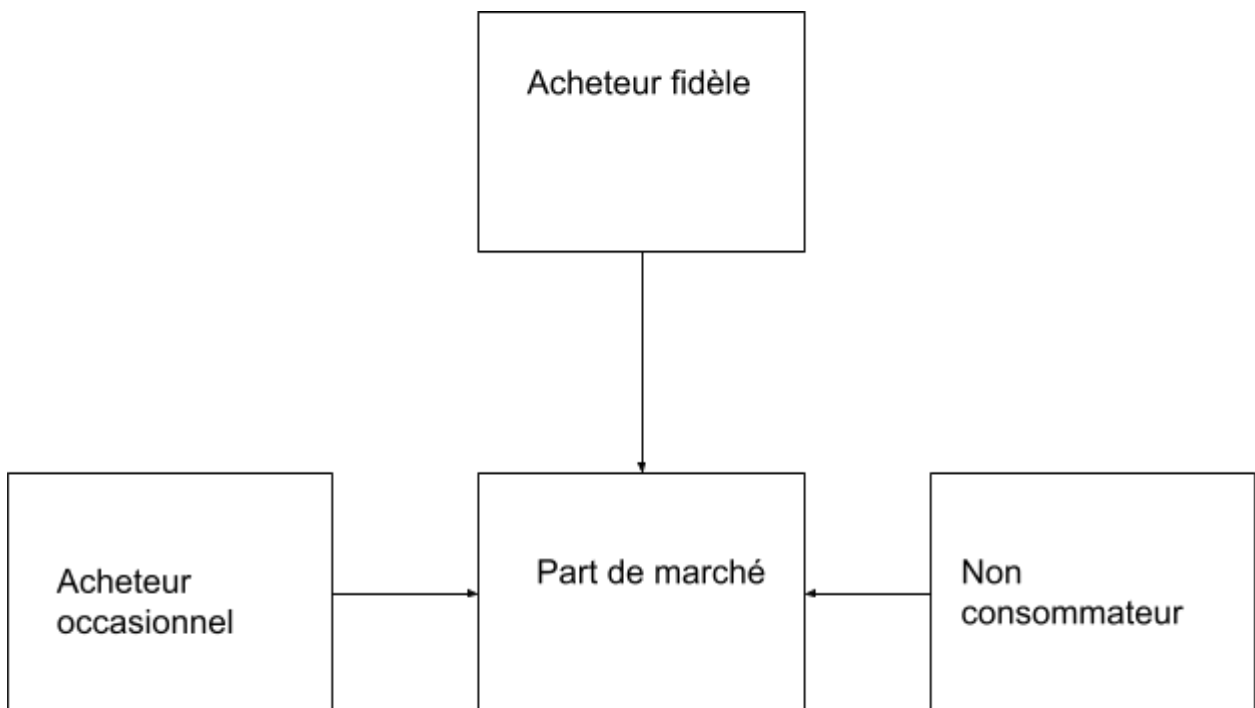 Acheteur fidèle
Acheteur
occasionnel
Part de marché
Non
consommateur